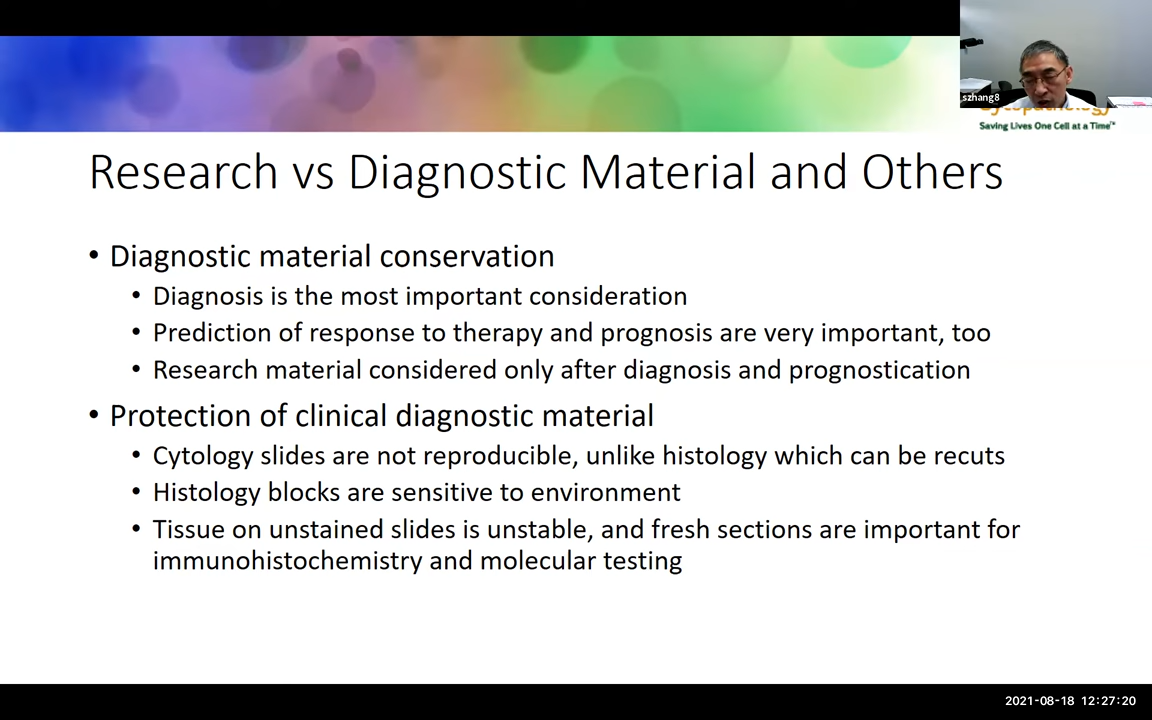 szhang8
Cytopathology
Saving Lives One Cell at a Time™
Research vs Diagnostic Material and Others
• Diagnostic material conservation
• Diagnosis is the most important consideration
• Prediction of response to therapy and prognosis are very important, too
• Research material considered only after diagnosis and prognostication
• Protection of clinical diagnostic material
• Cytology slides are not reproducible, unlike histology which can be recuts
• Histology blocks are sensitive to environment
• Tissue on unstained slides is unstable, and fresh sections are important for
immunohistochemistry and molecular testing
2021-08-18 12:27:20